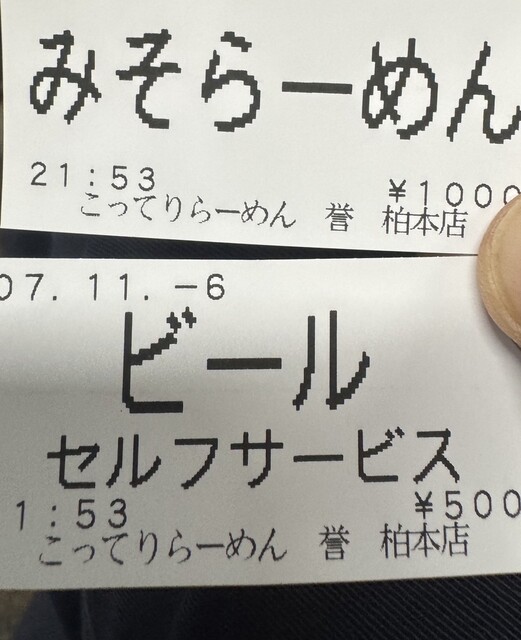 みそらーめん
21:53 ¥1000
こってりらーめん 誉 柏本店
07.11.-6
ビール
セルフサービス
1:53 ¥500
こってりらーめん 誉 柏本店